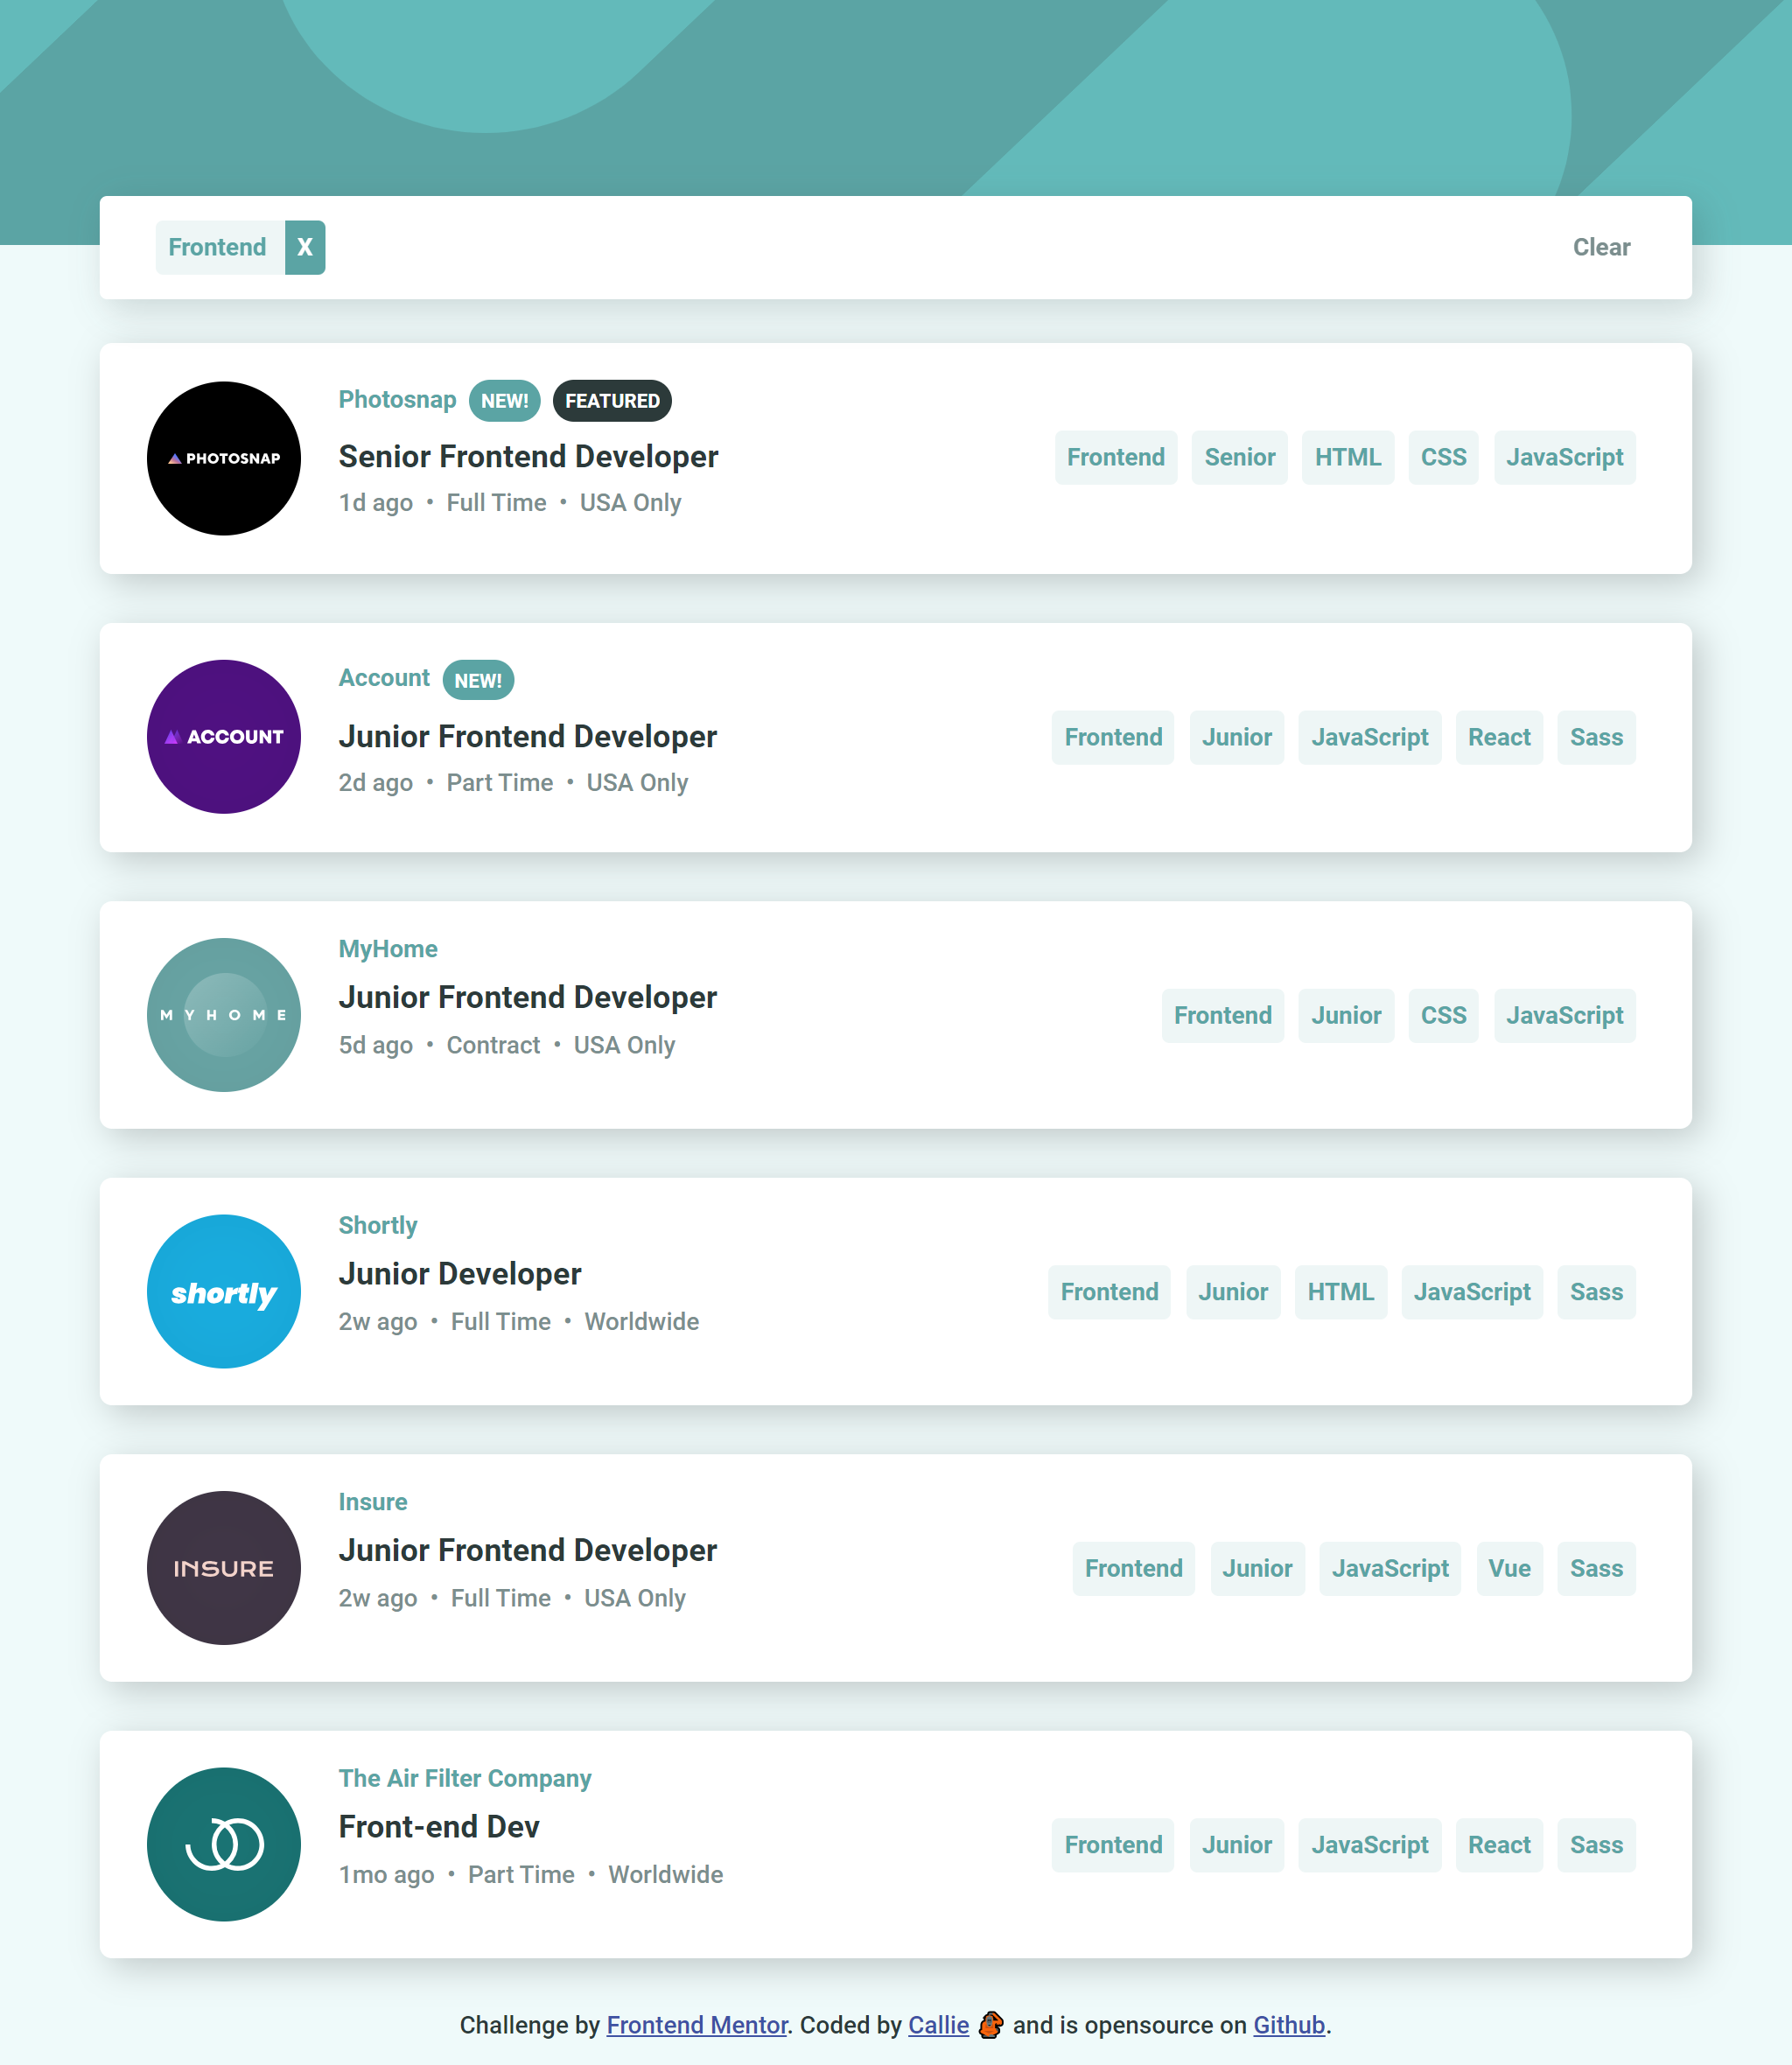 Frontend X Clear
Photosnap NEW! FEATURED
PHOTOSNAP
Senior Frontend Developer
1d ago • Full Time • USA Only
Frontend Senior HTML CSS JavaScript
Account NEW!
ACCOUNT
Junior Frontend Developer
2d ago • Part Time • USA Only
Frontend Junior JavaScript React Sass
MyHome
MYHOME
Junior Frontend Developer
5d ago • Contract • USA Only
Frontend Junior CSS JavaScript
Shortly
shortly
Junior Developer
2w ago • Full Time • Worldwide
Frontend Junior HTML JavaScript Sass
Insure
INSURE
Junior Frontend Developer
2w ago • Full Time • USA Only
Frontend Junior JavaScript Vue Sass
The Air Filter Company
Front-end Dev
1mo ago • Part Time • Worldwide
Frontend Junior JavaScript React Sass
Challenge by Frontend Mentor. Coded by Callie and is opensource on Github.